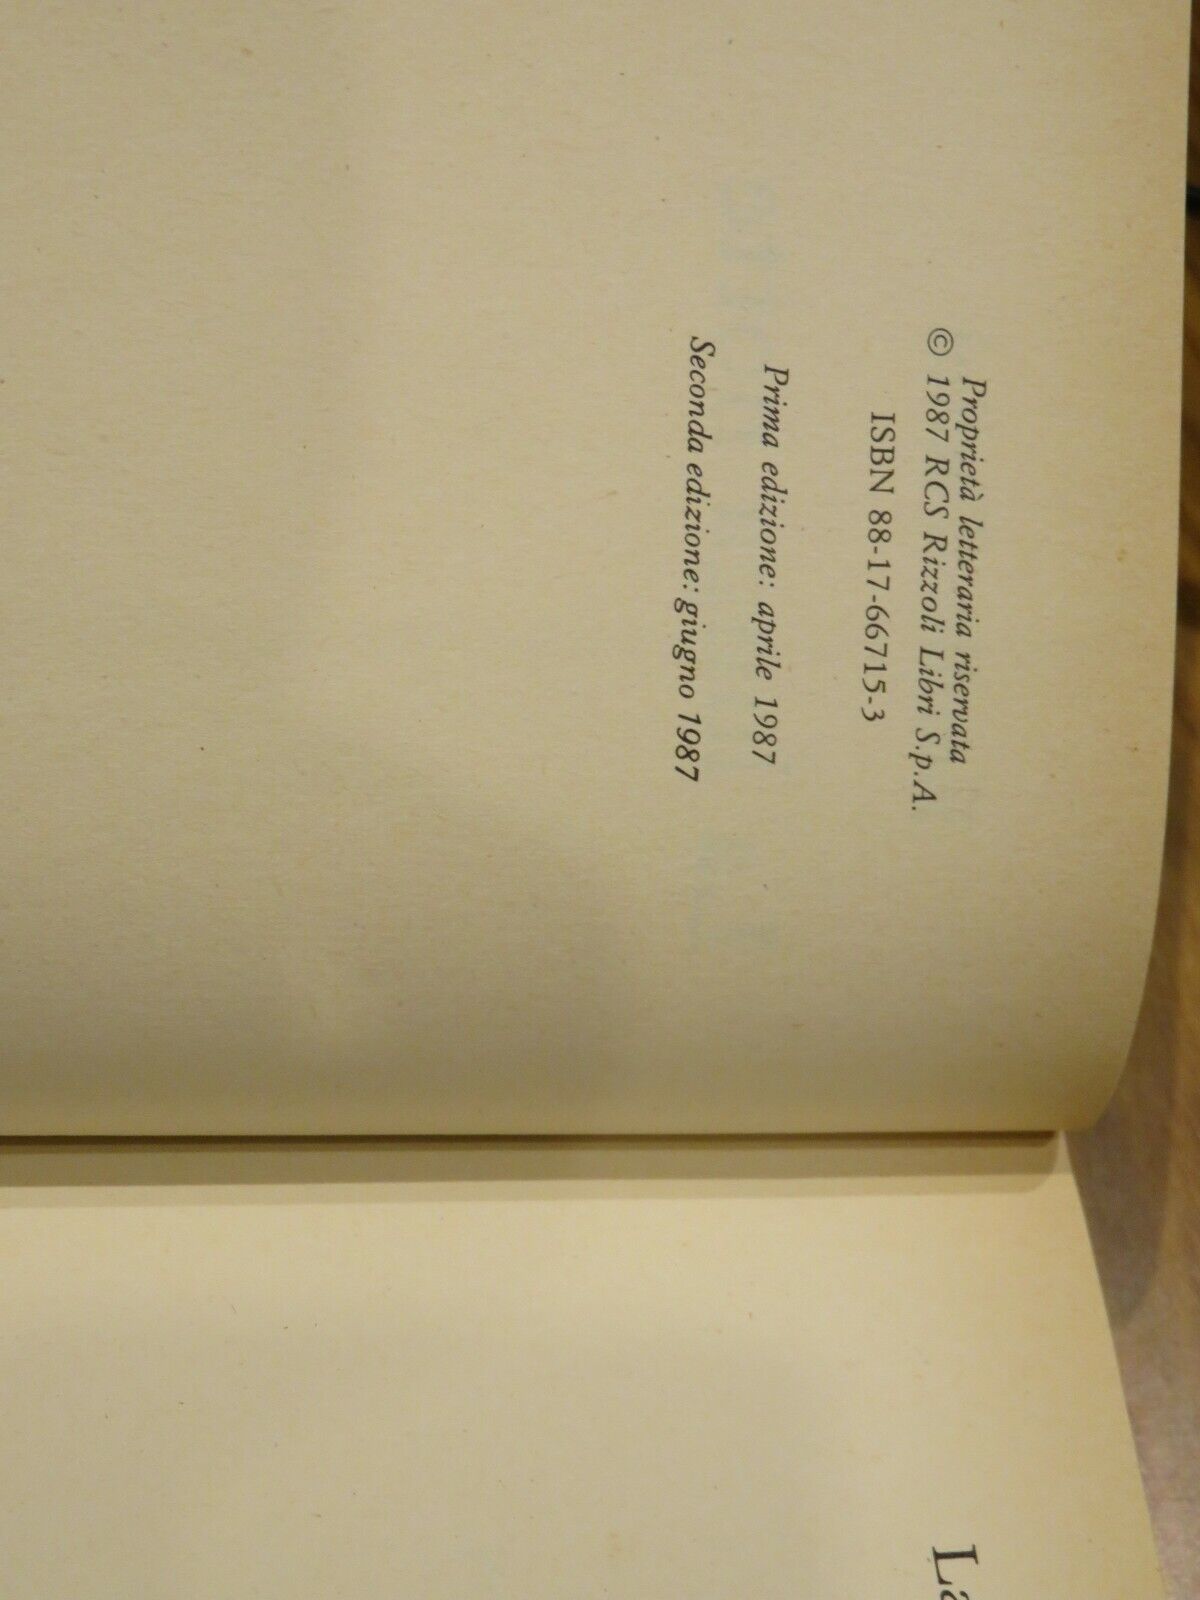 Proprietà letteraria riservata
© 1987 RCS Rizzoli Libri S.p.A.
ISBN 88-17-66715-3
Prima edizione: aprile 1987
Seconda edizione: giugno 1987
La